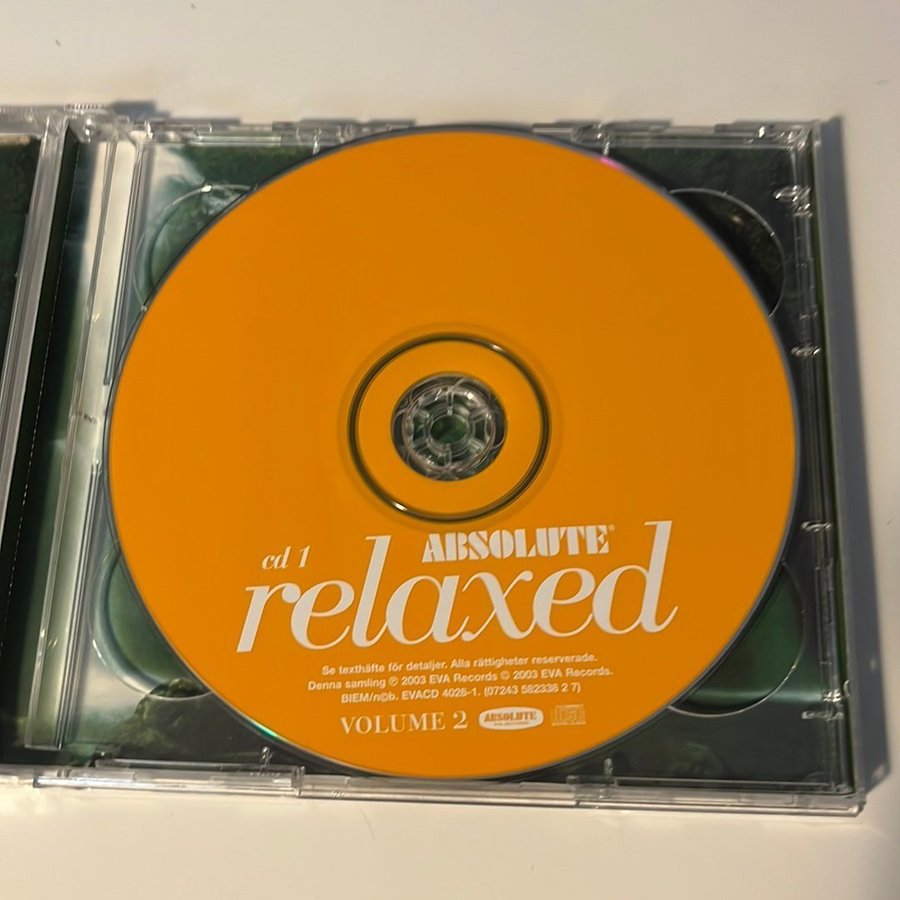 ABSOLUTE®
cd 1
relaxed
Se texthäfte för detaljer. Alla rättigheter reserverade.
Denna samling ℗ 2003 EVA Records © 2003 EVA Records.
BIEM/n©b. EVACD 4026-1. (07243 582338 2 7)
VOLUME 2
ABSOLUTE